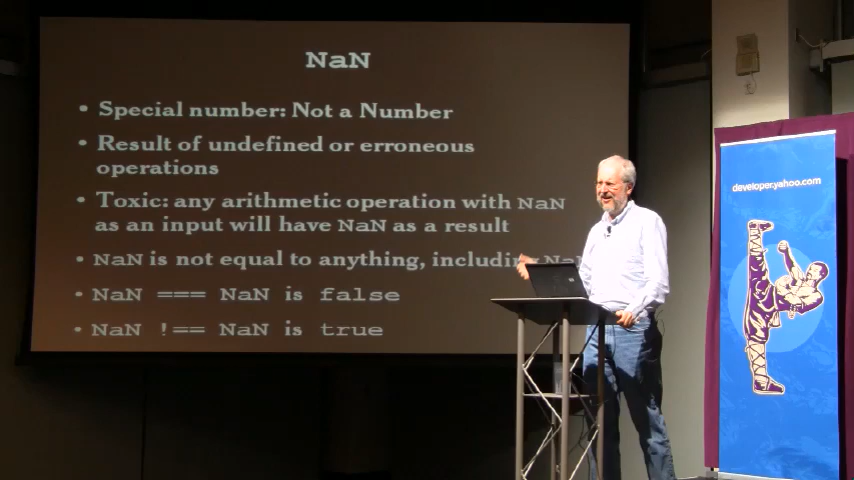 NaN
• Special number: Not a Number
• Result of undefined or erroneous
operations
• Toxic: any arithmetic operation with NaN
as an input will have NaN as a result
• NaN is not equal to anything, including
• NaN === NaN is false
• NaN !== NaN is true
developer.yahoo.com